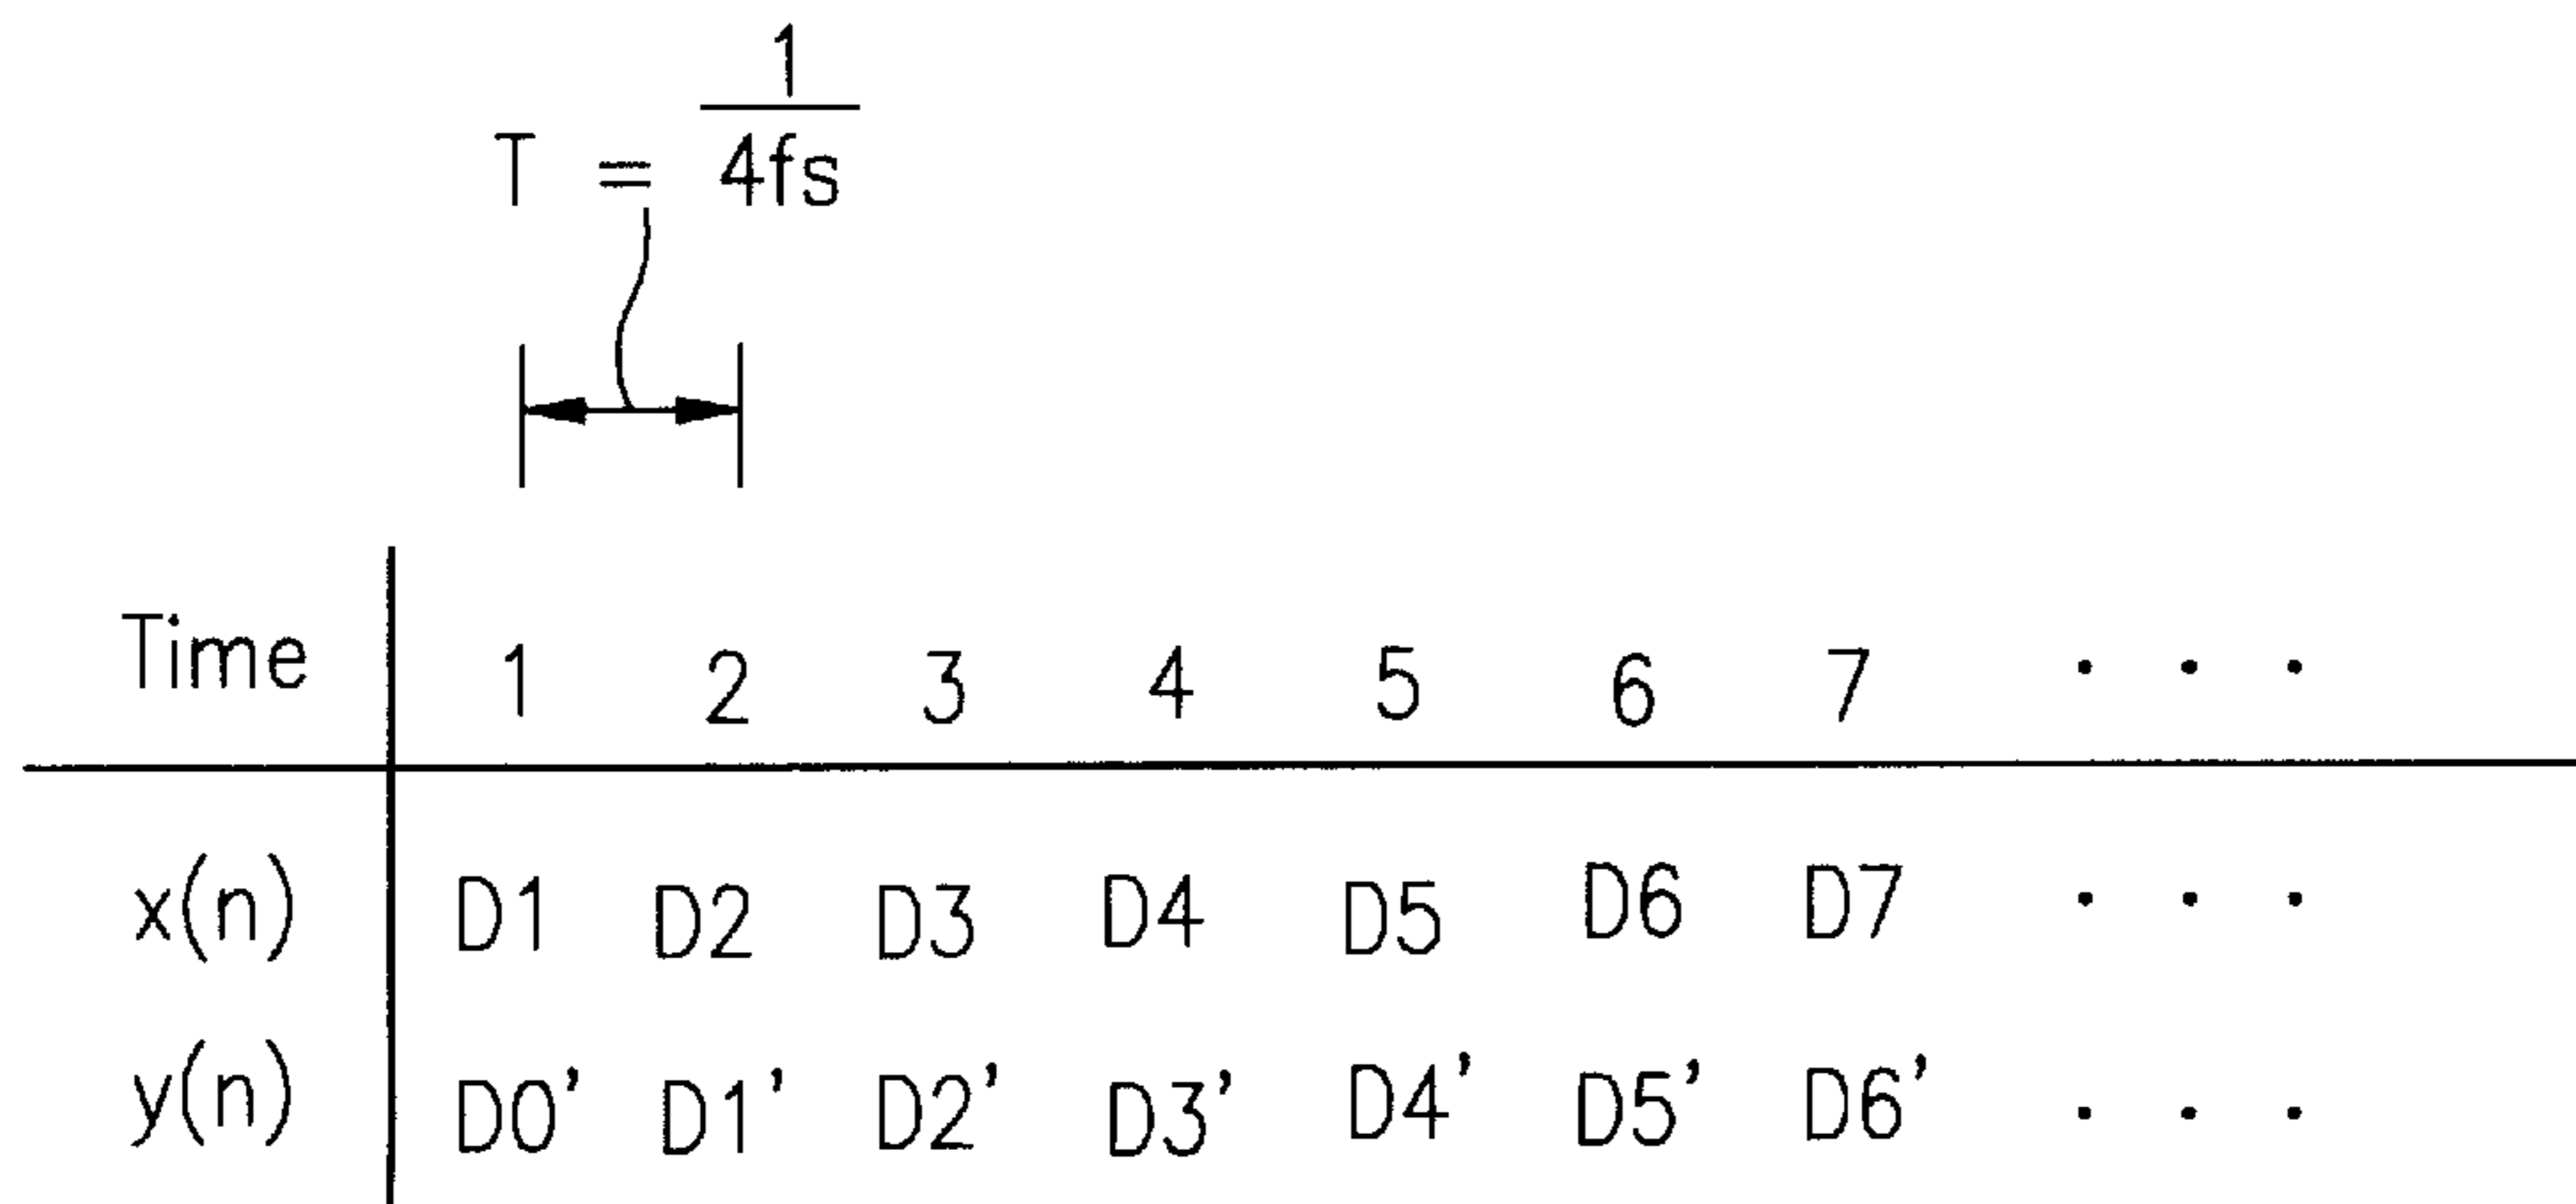 T = 1/4fs
Time 1 2 3 4 5 6 7 . . .
x(n) D1 D2 D3 D4 D5 D6 D7 . . .
y(n) D0' D1' D2' D3' D4' D5' D6' . . .